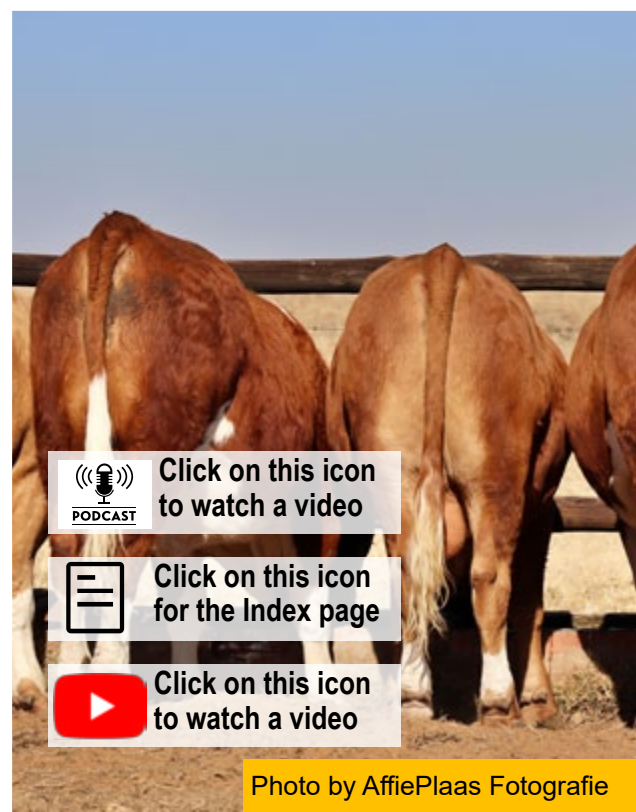 PODCAST
Click on this icon
to watch a video
Click on this icon
for the Index page
Click on this icon
to watch a video
Photo by AffiePlaas Fotografie